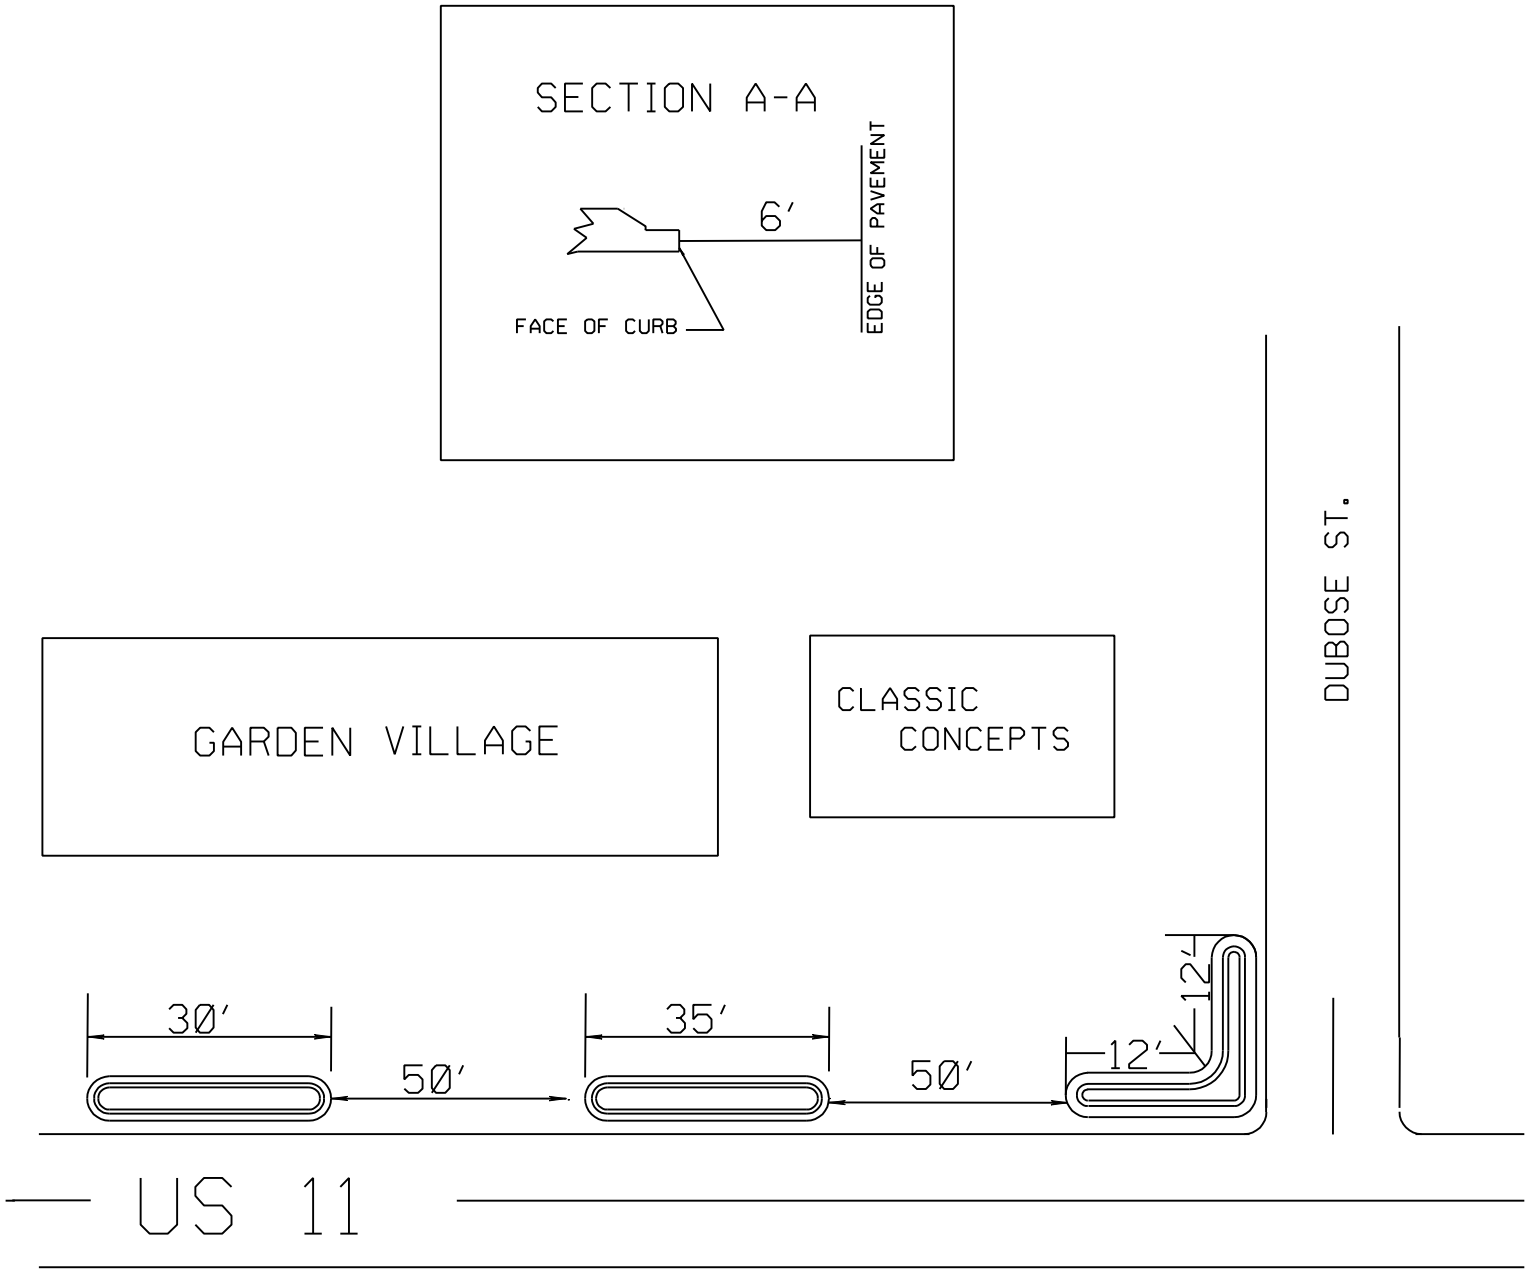 SECTION A-A
6'
EDGE OF PAVEMENT
FACE OF CURB
DUBOSE ST.
GARDEN VILLAGE
CLASSIC
CONCEPTS
30'
50'
35'
50'
12'
12'
US 11